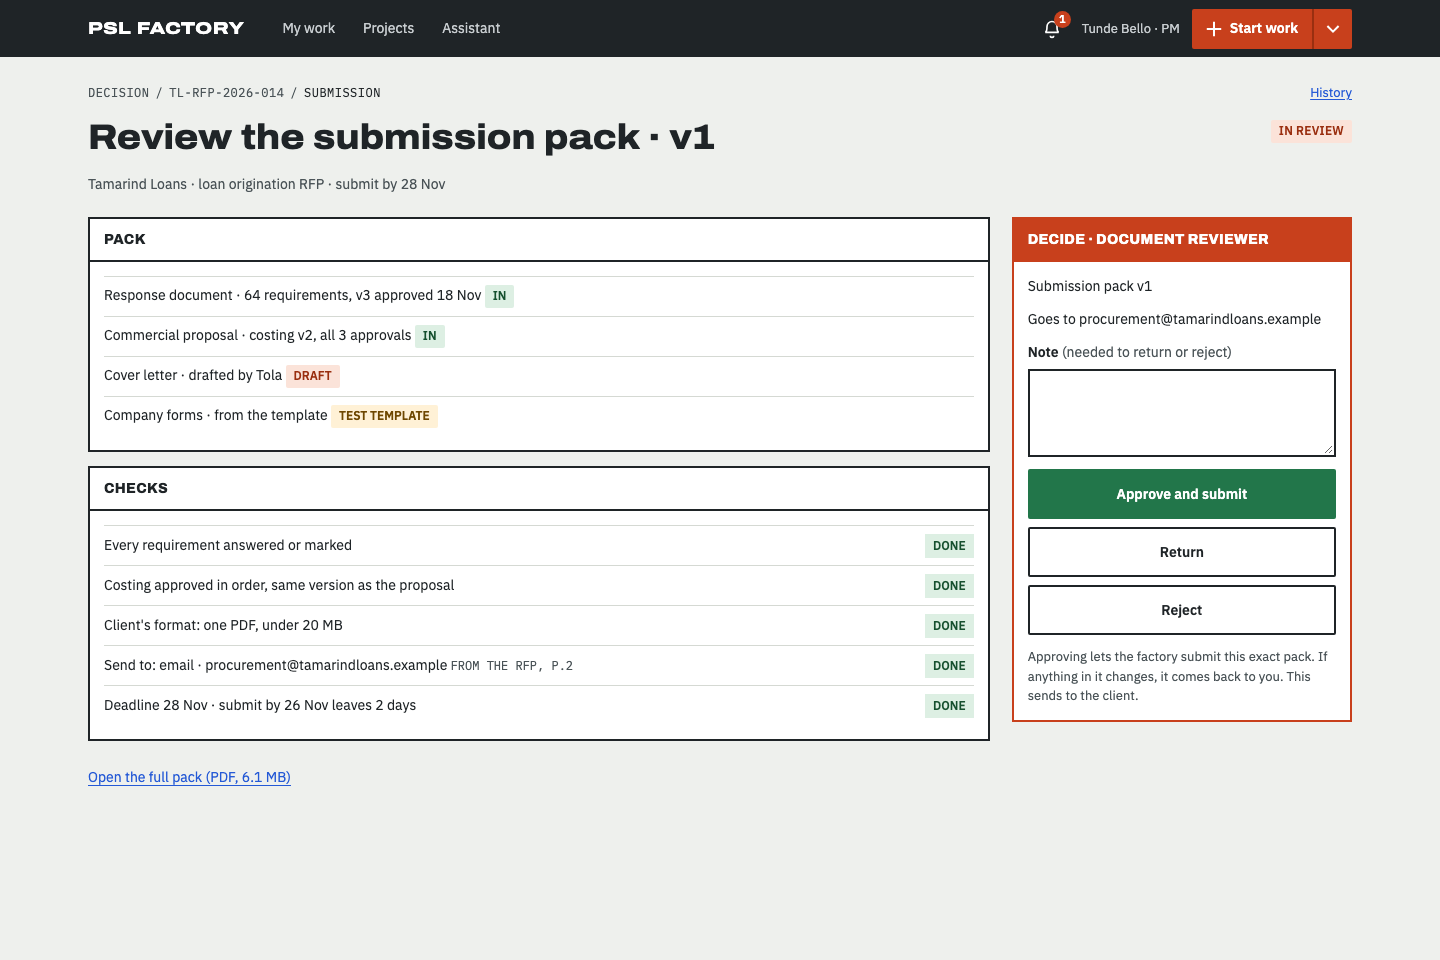 PSL FACTORY
My work
Projects
Assistant
1
Tunde Bello · PM
Start work
DECISION / TL-RFP-2026-014 / SUBMISSION
History
Review the submission pack · v1
IN REVIEW
Tamarind Loans · loan origination RFP · submit by 28 Nov
PACK
Response document · 64 requirements, v3 approved 18 Nov IN
Commercial proposal · costing v2, all 3 approvals IN
Cover letter · drafted by Tola DRAFT
Company forms · from the template TEST TEMPLATE
CHECKS
Every requirement answered or marked DONE
Costing approved in order, same version as the proposal DONE
Client's format: one PDF, under 20 MB DONE
Send to: email · procurement@tamarindloans.example FROM THE RFP, P.2 DONE
Deadline 28 Nov · submit by 26 Nov leaves 2 days DONE
Open the full pack (PDF, 6.1 MB)
DECIDE · DOCUMENT REVIEWER
Submission pack v1
Goes to procurement@tamarindloans.example
Note (needed to return or reject)
Approve and submit
Return
Reject
Approving lets the factory submit this exact pack. If
anything in it changes, it comes back to you. This
sends to the client.